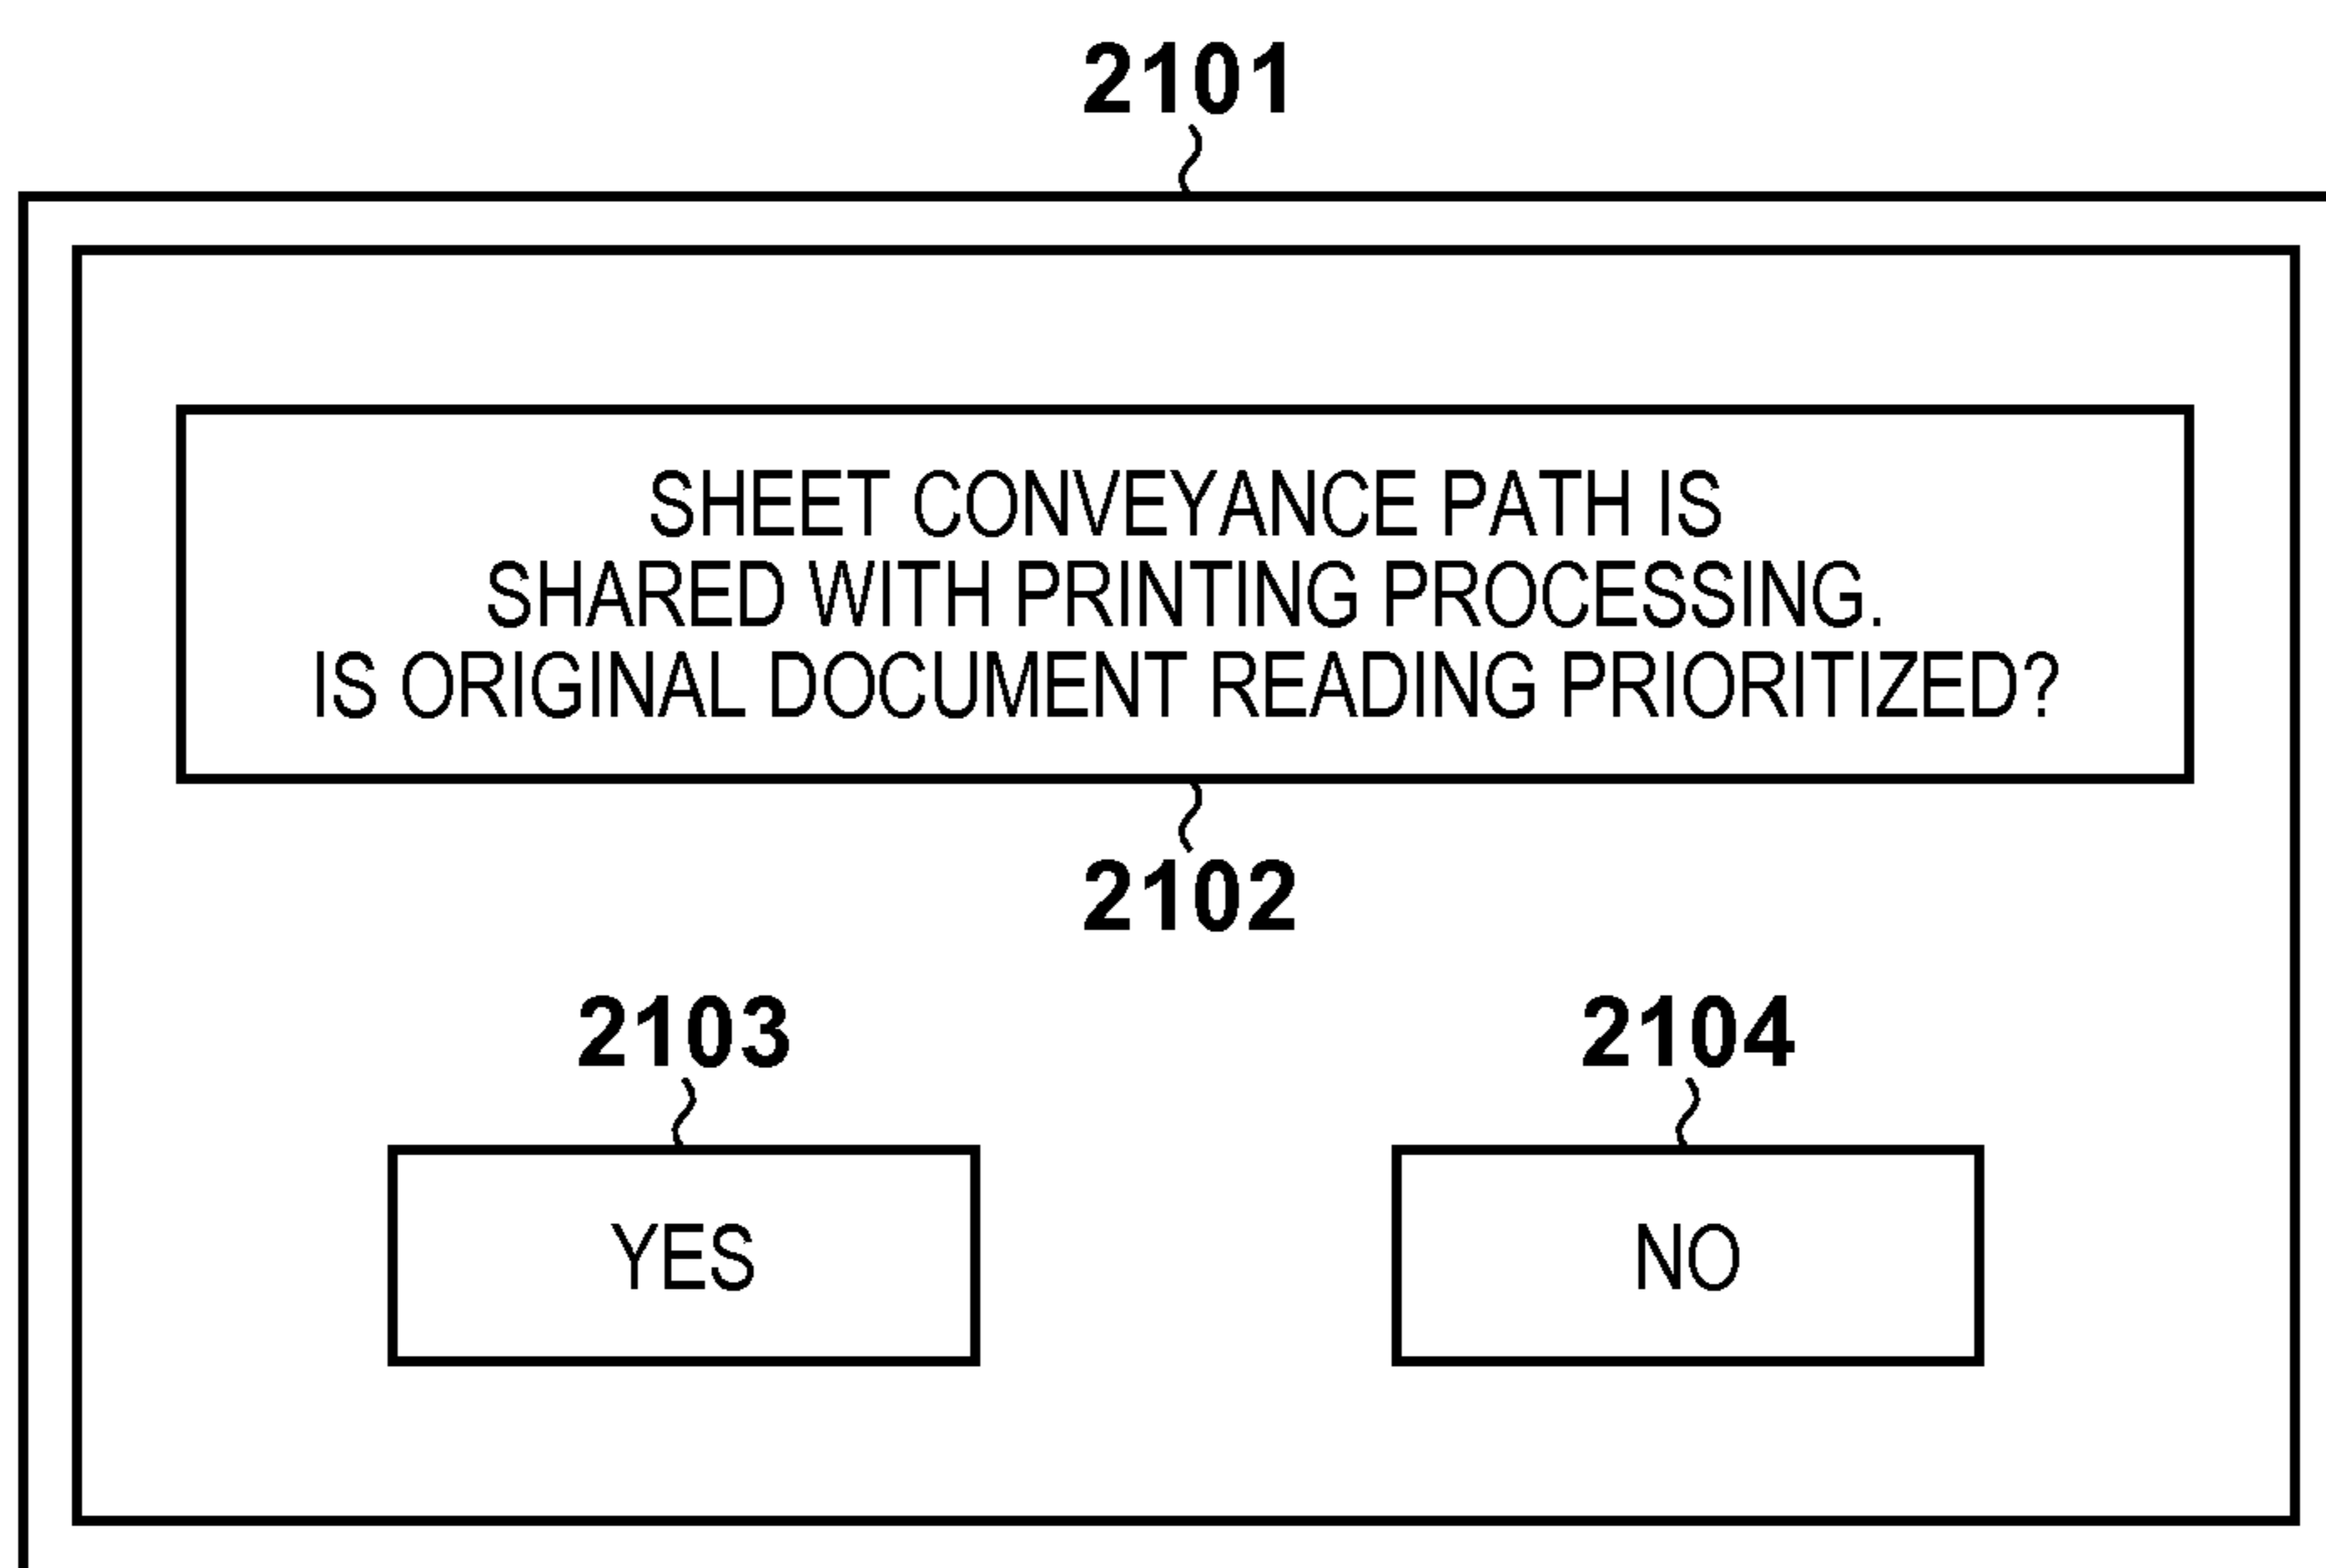 2101
SHEET CONVEYANCE PATH IS
SHARED WITH PRINTING PROCESSING.
IS ORIGINAL DOCUMENT READING PRIORITIZED?
2102
2103
2104
YES
NO